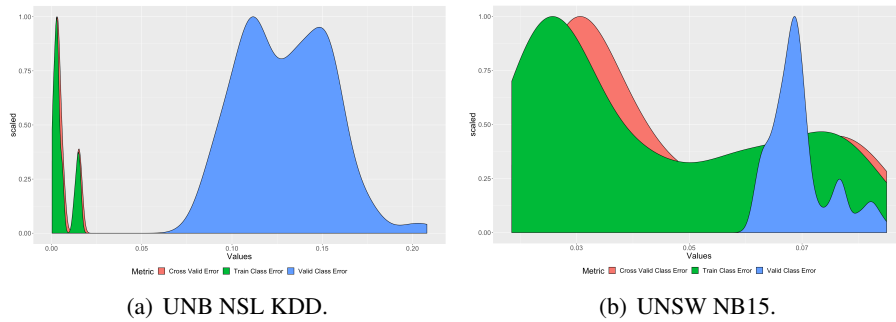 1.00
0.75
0.50
0.25
0.00
scaled
0.00 0.05 0.10 0.15 0.20
Values
Metric Cross Valid Error Train Class Error Valid Class Error
(a) UNB NSL KDD.
1.00
0.75
0.50
0.25
0.00
scaled
0.03 0.05 0.07
Values
Metric Cross Valid Class Error Train Class Error Valid Class Error
(b) UNSW NB15.